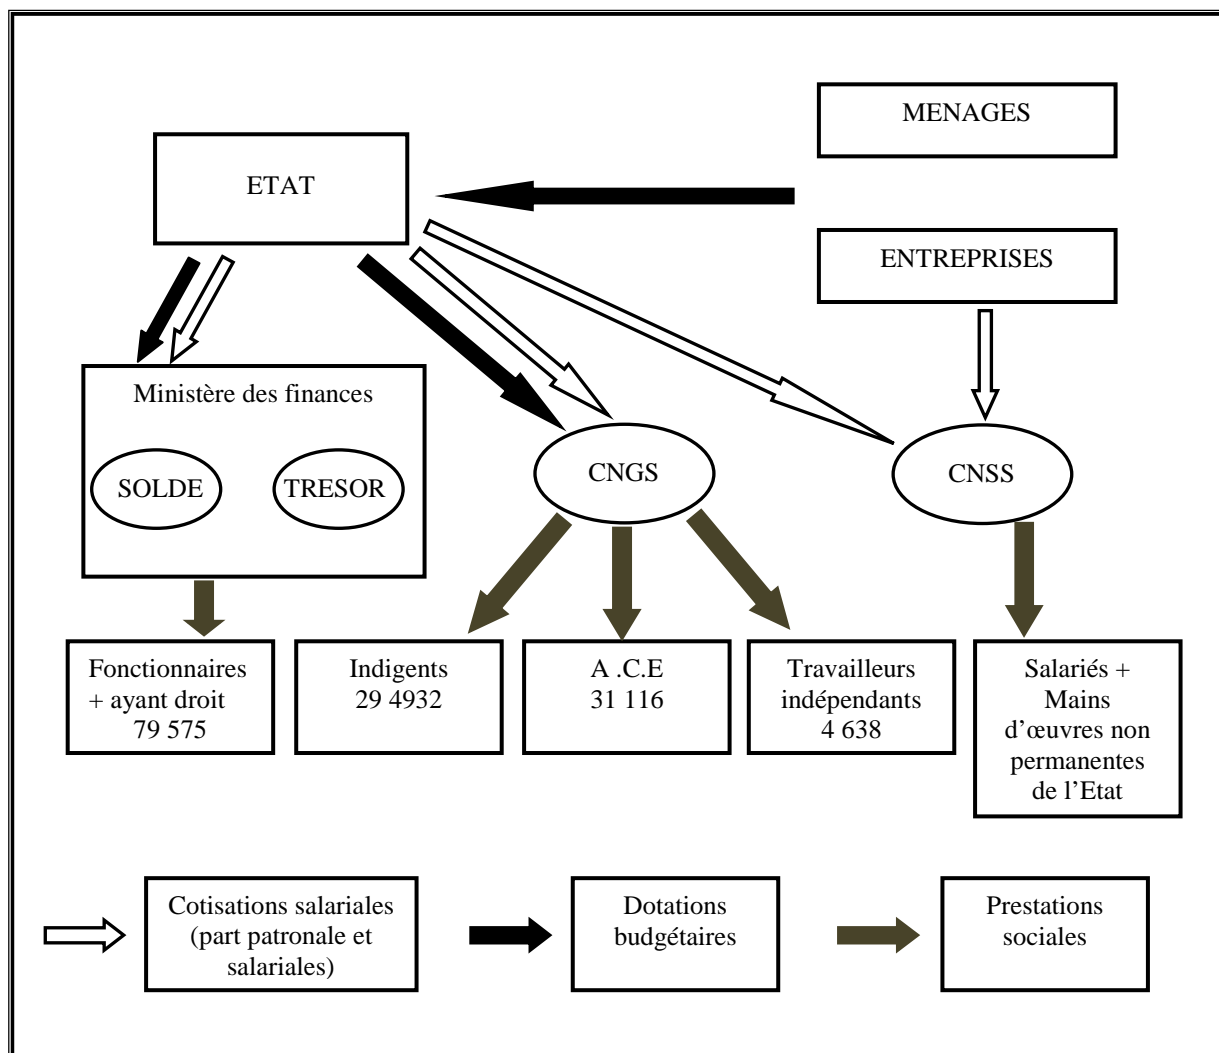 MENAGES
ETAT
ENTREPRISES
Ministère des finances
SOLDE
TRESOR
CNGS
CNSS
Fonctionnaires
+ ayant droit
79 575
Indigents
29 4932
A .C.E
31 116
Travailleurs
indépendants
4 638
Salariés +
Mains
d’œuvres non
permanentes
de l’Etat
Cotisations salariales
(part patronale et
salariales)
Dotations
budgétaires
Prestations
sociales